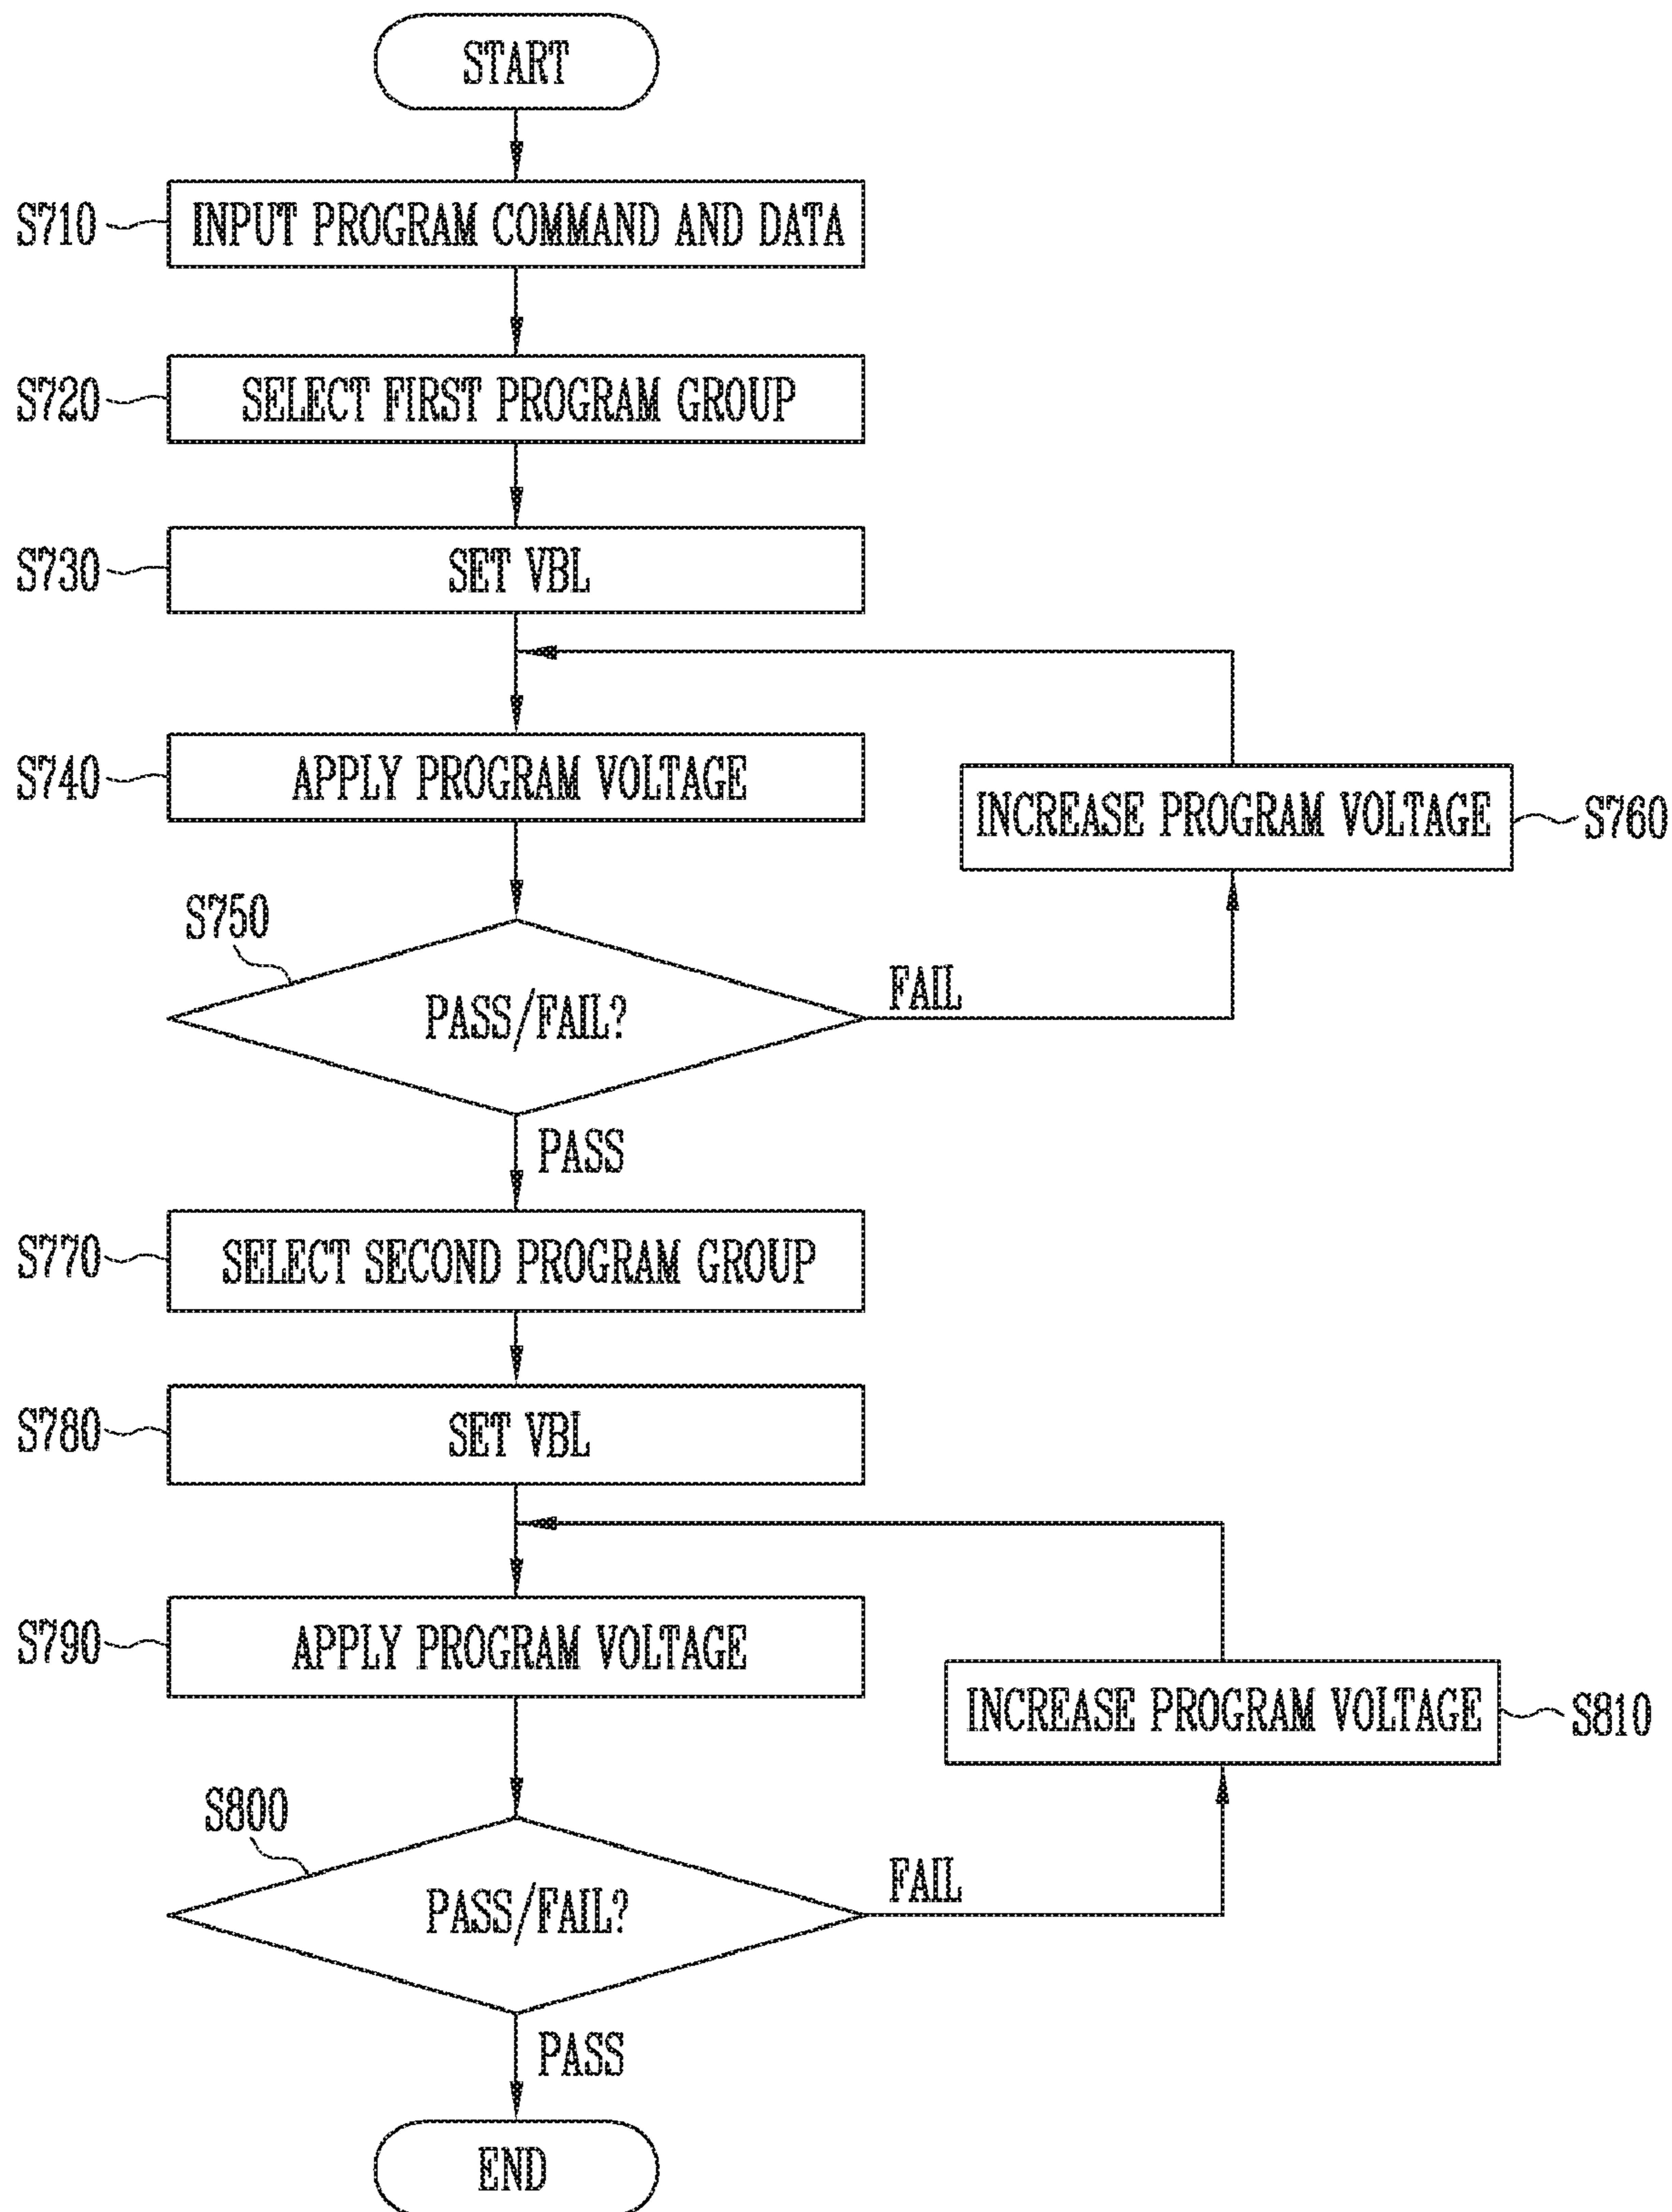 START
S710
INPUT PROGRAM COMMAND AND DATA
S720
SELECT FIRST PROGRAM GROUP
S730
SET VBL
S740
APPLY PROGRAM VOLTAGE
INCREASE PROGRAM VOLTAGE
S760
S750
PASS/FAIL?
FAIL
PASS
S770
SELECT SECOND PROGRAM GROUP
S780
SET VBL
S790
APPLY PROGRAM VOLTAGE
INCREASE PROGRAM VOLTAGE
S810
S800
PASS/FAIL?
FAIL
PASS
END